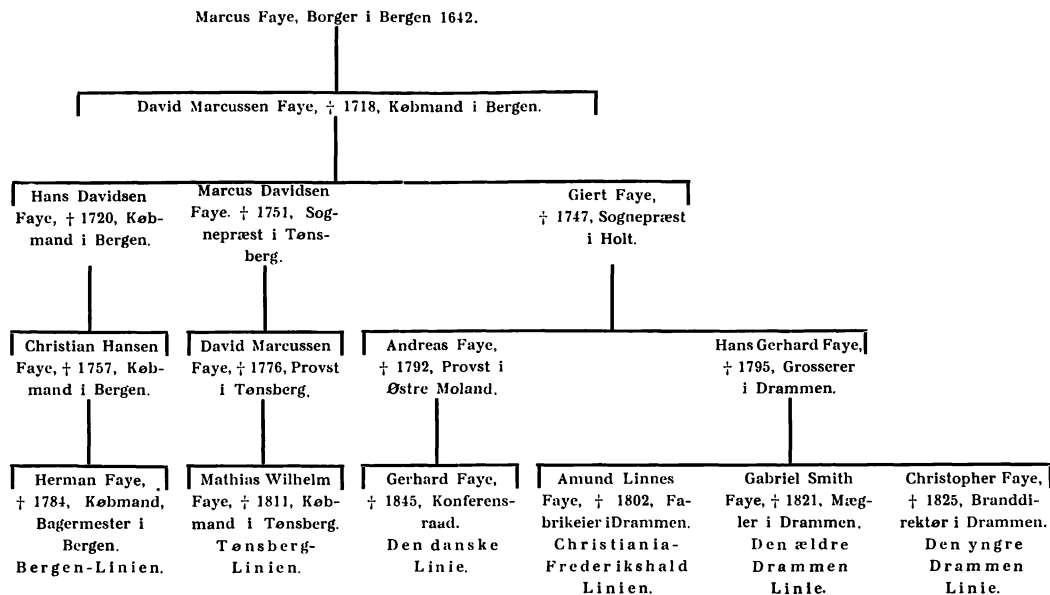 Marcus Faye, Borger i Bergen 1642.
David Marcussen Faye, † 1718, Købmand i Bergen.
Hans Davidsen
Faye, † 1720, Køb-
mand i Bergen.
Marcus Davidsen
Faye. † 1751, Sog-
nepræst i Tøns-
berg.
Giert Faye,
† 1747, Sognepræst
i Holt.
Christian Hansen
Faye, † 1757, Køb-
mand i Bergen.
David Marcussen
Faye, † 1776, Provst
i Tønsberg.
Andreas Faye,
† 1792, Provst i
Østre Moland.
Hans Gerhard Faye,
† 1795, Grosserer
i Drammen.
Herman Faye,
† 1784, Købmand,
Bagermester i
Bergen.
Bergen-Linien.
Mathias Wilhelm
Faye, † 1811, Køb-
mand i Tønsberg.
Tønsberg-
Linien.
Gerhard Faye,
† 1845, Konferens-
raad.
Den danske
Linie.
Amund Linnes
Faye, † 1802, Fa-
brikeier i Drammen.
Christiania-
Frederikshald
Linien.
Gabriel Smith
Faye, † 1821, Mæg-
ler i Drammen.
Den ældre
Drammen
Linie.
Christopher Faye,
† 1825, Branddi-
rektør i Drammen.
Den yngre
Drammen
Linie.